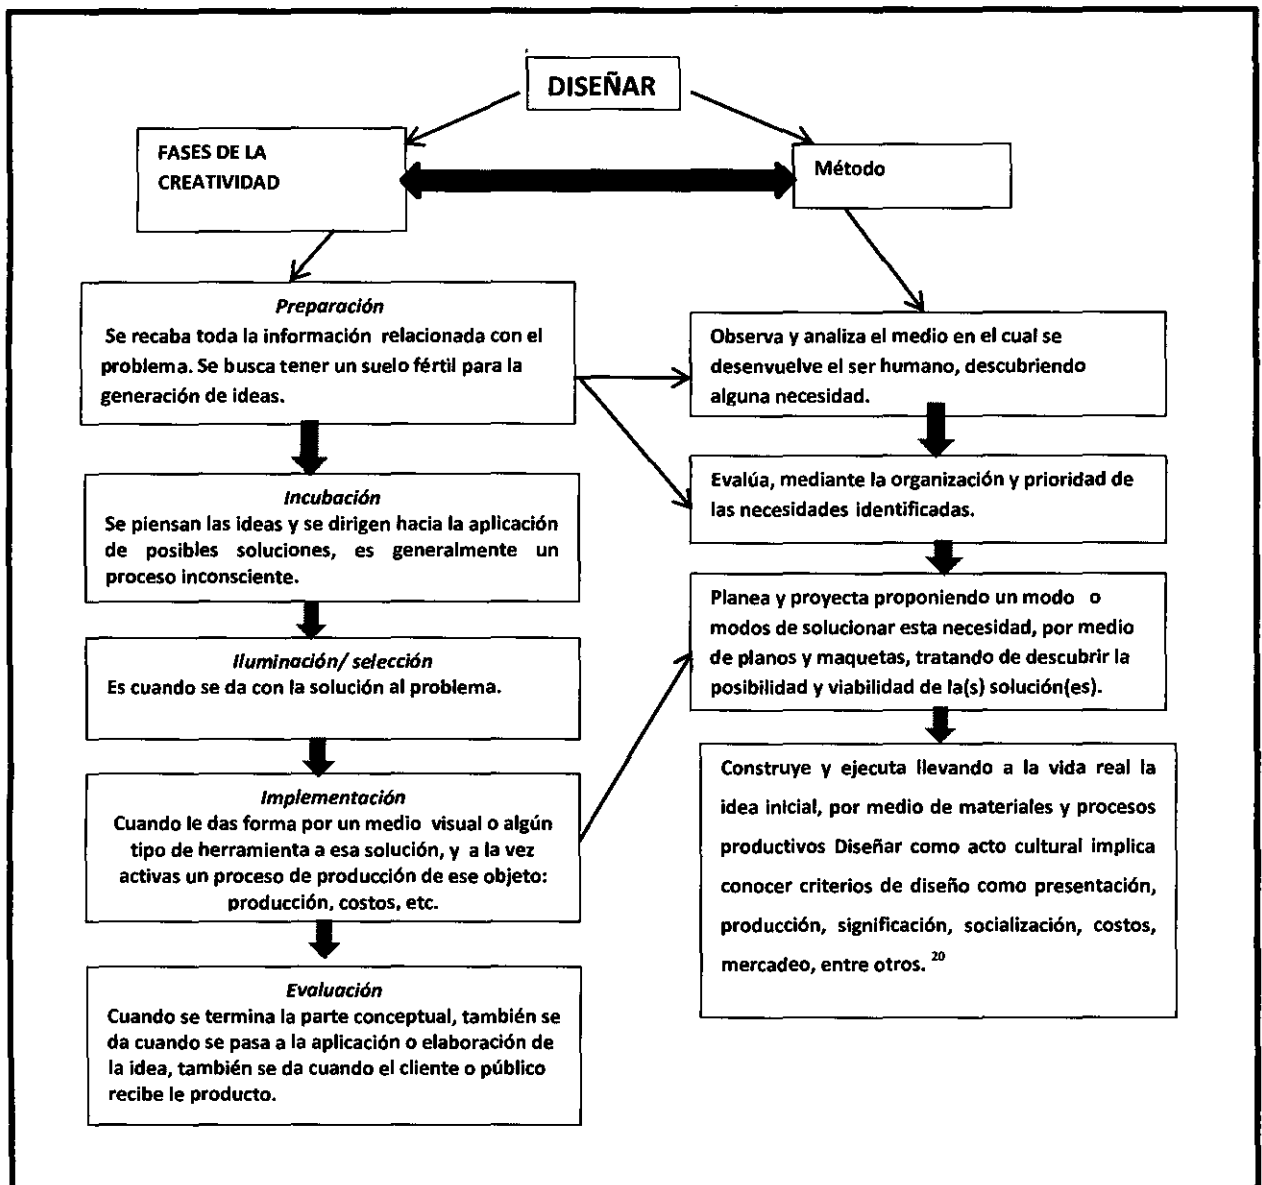 DISEÑAR
FASES DE LA
CREATIVIDAD
Método
Preparación
Se recaba toda la información relacionada con el
problema. Se busca tener un suelo fértil para la
generación de ideas.
Incubación
Se piensan las ideas y se dirigen hacia la aplicación
de posibles soluciones, es generalmente un
proceso inconsciente.
Iluminación/ selección
Es cuando se da con la solución al problema.
Implementación
Cuando le das forma por un medio visual o algún
tipo de herramienta a esa solución, y a la vez
activas un proceso de producción de ese objeto:
producción, costos, etc.
Evaluación
Cuando se termina la parte conceptual, también se
da cuando se pasa a la aplicación o elaboración de
la idea, también se da cuando el cliente o público
recibe le producto.
Observa y analiza el medio en el cual se
desenvuelve el ser humano, descubriendo
alguna necesidad.
Evalúa, mediante la organización y prioridad de
las necesidades identificadas.
Planea y proyecta proponiendo un modo o
modos de solucionar esta necesidad, por medio
de planos y maquetas, tratando de descubrir la
posibilidad y viabilidad de la(s) solución(es).
Construye y ejecuta llevando a la vida real la
idea inicial, por medio de materiales y procesos
productivos Diseñar como acto cultural implica
conocer criterios de diseño como presentación,
producción, significación, socialización, costos,
mercadeo, entre otros. 20